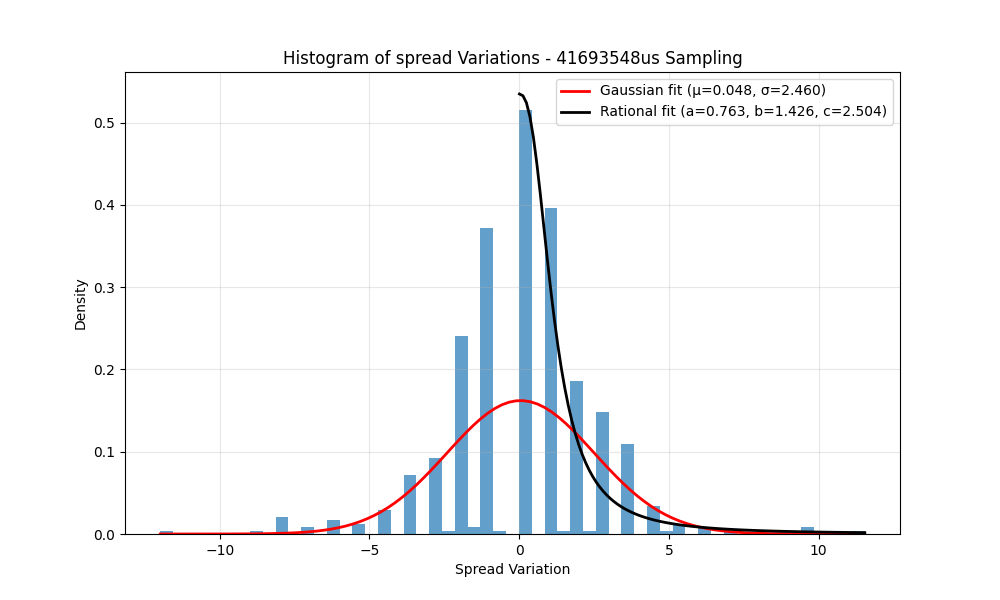 Histogram of spread Variations - 41693548us Sampling
Gaussian fit (μ=0.048, σ=2.460)
Rational fit (a=0.763, b=1.426, c=2.504)
0.5
0.4
0.3
0.2
0.1
0.0
Density
−10
−5
0
5
10
Spread Variation